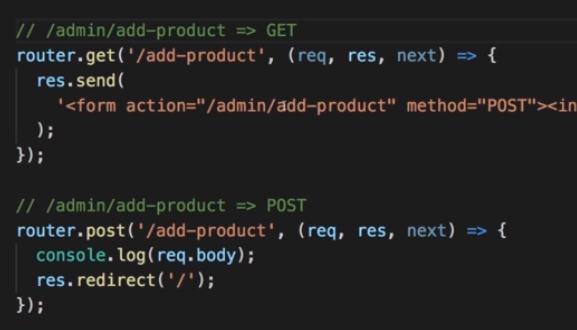 // /admin/add-product => GET
router.get('/add-product', (req, res, next) => {
res.send(
'<form action="/admin/add-product" method="POST"><in
);
});
// /admin/add-product => POST
router.post('/add-product', (req, res, next) => {
console.log(req.body);
res.redirect('/');
});